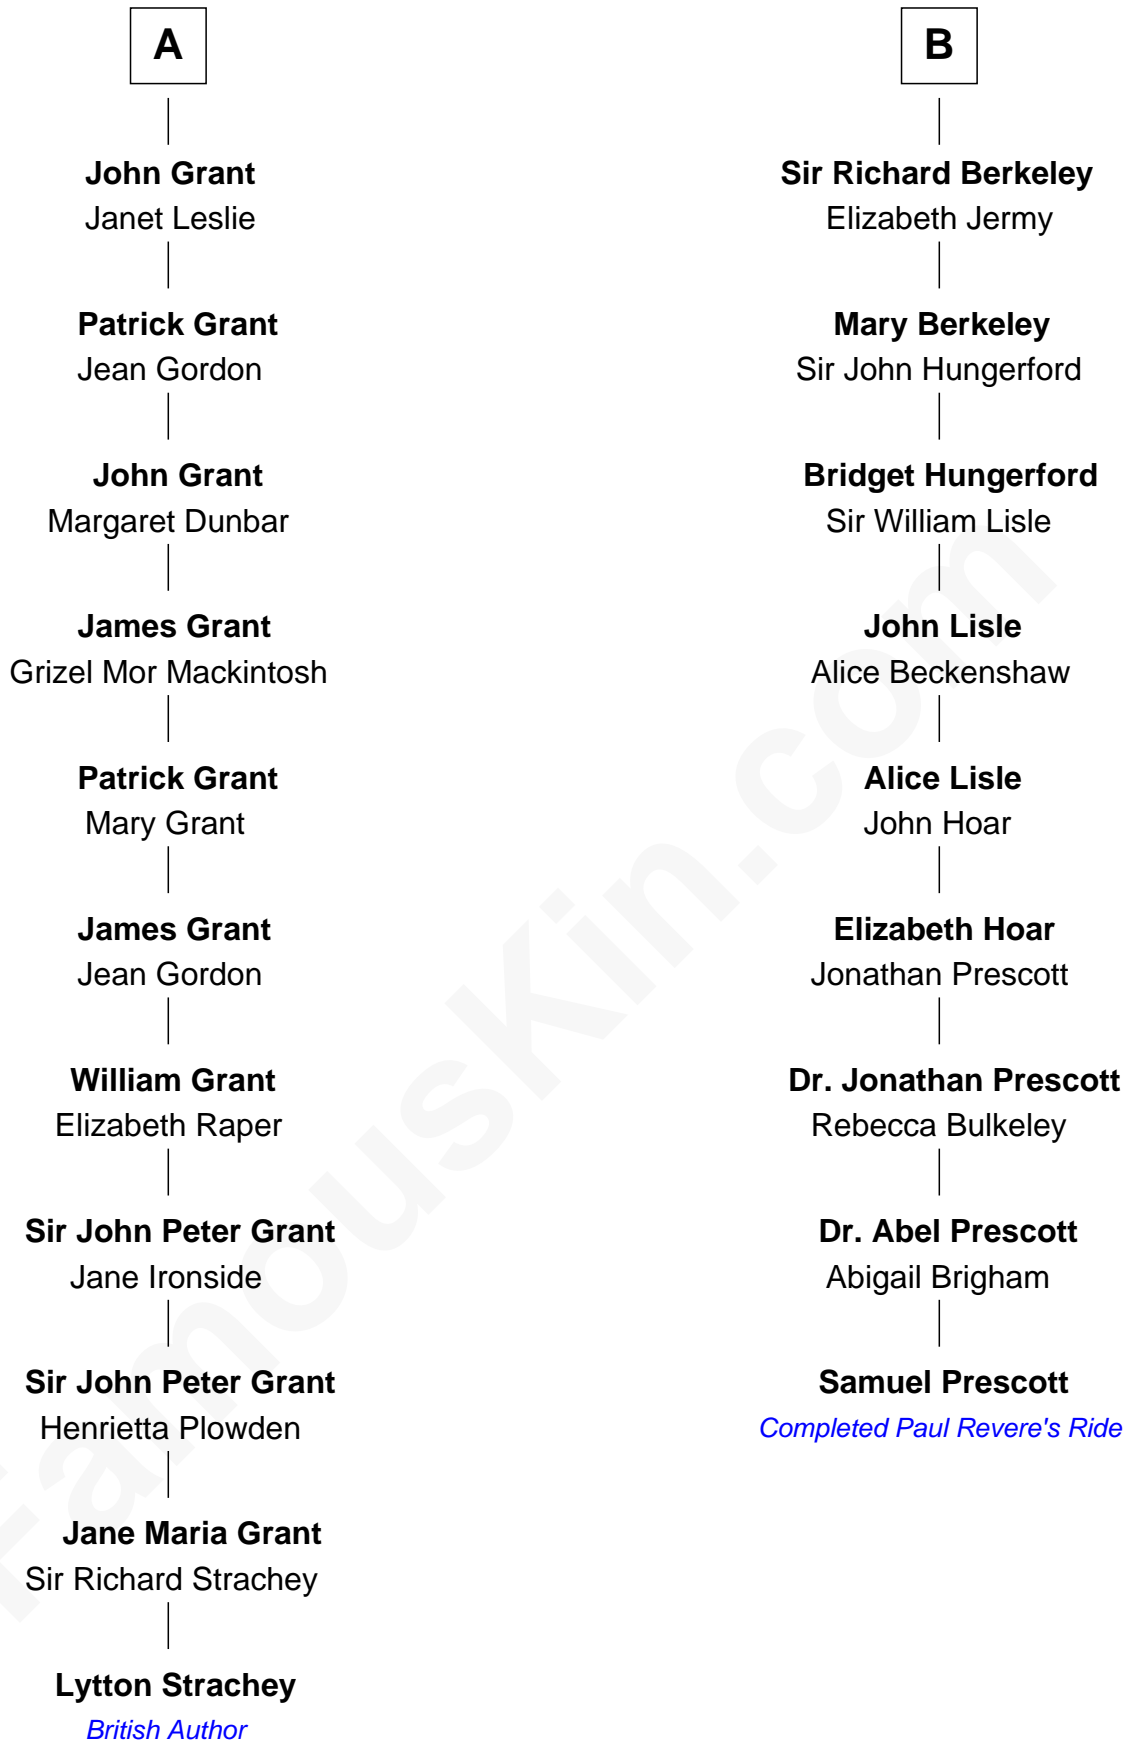 A
John Grant
Janet Leslie
Patrick Grant
Jean Gordon
John Grant
Margaret Dunbar
James Grant
Grizel Mor Mackintosh
Patrick Grant
Mary Grant
James Grant
Jean Gordon
William Grant
Elizabeth Raper
Sir John Peter Grant
Jane Ironside
Sir John Peter Grant
Henrietta Plowden
Jane Maria Grant
Sir Richard Strachey
Lytton Strachey
British Author
B
Sir Richard Berkeley
Elizabeth Jermy
Mary Berkeley
Sir John Hungerford
Bridget Hungerford
Sir William Lisle
John Lisle
Alice Beckenshaw
Alice Lisle
John Hoar
Elizabeth Hoar
Jonathan Prescott
Dr. Jonathan Prescott
Rebecca Bulkeley
Dr. Abel Prescott
Abigail Brigham
Samuel Prescott
Completed Paul Revere's Ride
FamousKin.com